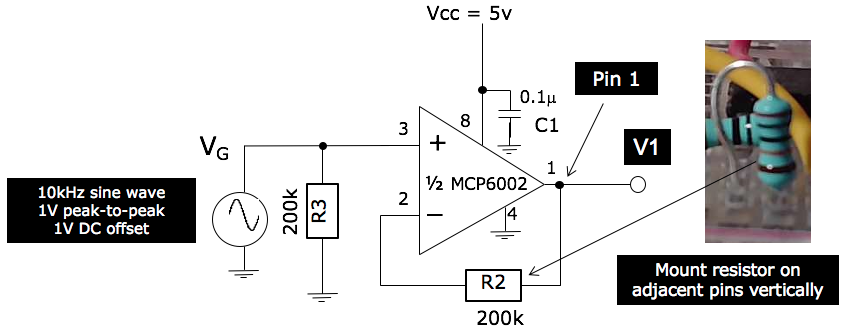 Vcc = 5v
Pin 1
0.1µ
C1
8
3
+
V1
VG
1
½ MCP6002
10kHz sine wave
1V peak-to-peak
1V DC offset
200k
R3
2
−
4
R2
200k
Mount resistor on
adjacent pins vertically